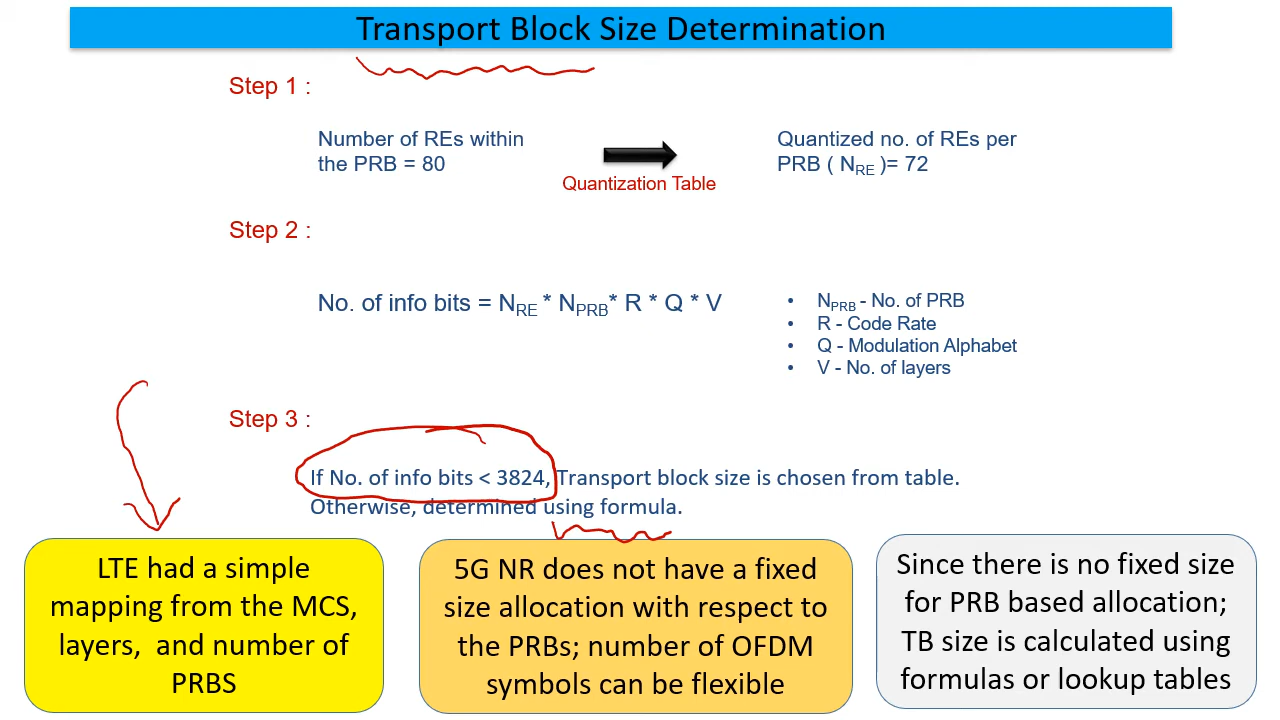 Transport Block Size Determination
Step 1 :
Number of REs within
the PRB = 80
Quantization Table
Quantized no. of REs per
PRB ( NRE )= 72
Step 2 :
No. of info bits = NRE * NPRB* R * Q * V
• NPRB - No. of PRB
• R - Code Rate
• Q - Modulation Alphabet
• V - No. of layers
Step 3 :
If No. of info bits < 3824, Transport block size is chosen from table.
Otherwise, determined using formula.
LTE had a simple
mapping from the MCS,
layers, and number of
PRBS
5G NR does not have a fixed
size allocation with respect to
the PRBs; number of OFDM
symbols can be flexible
Since there is no fixed size
for PRB based allocation;
TB size is calculated using
formulas or lookup tables